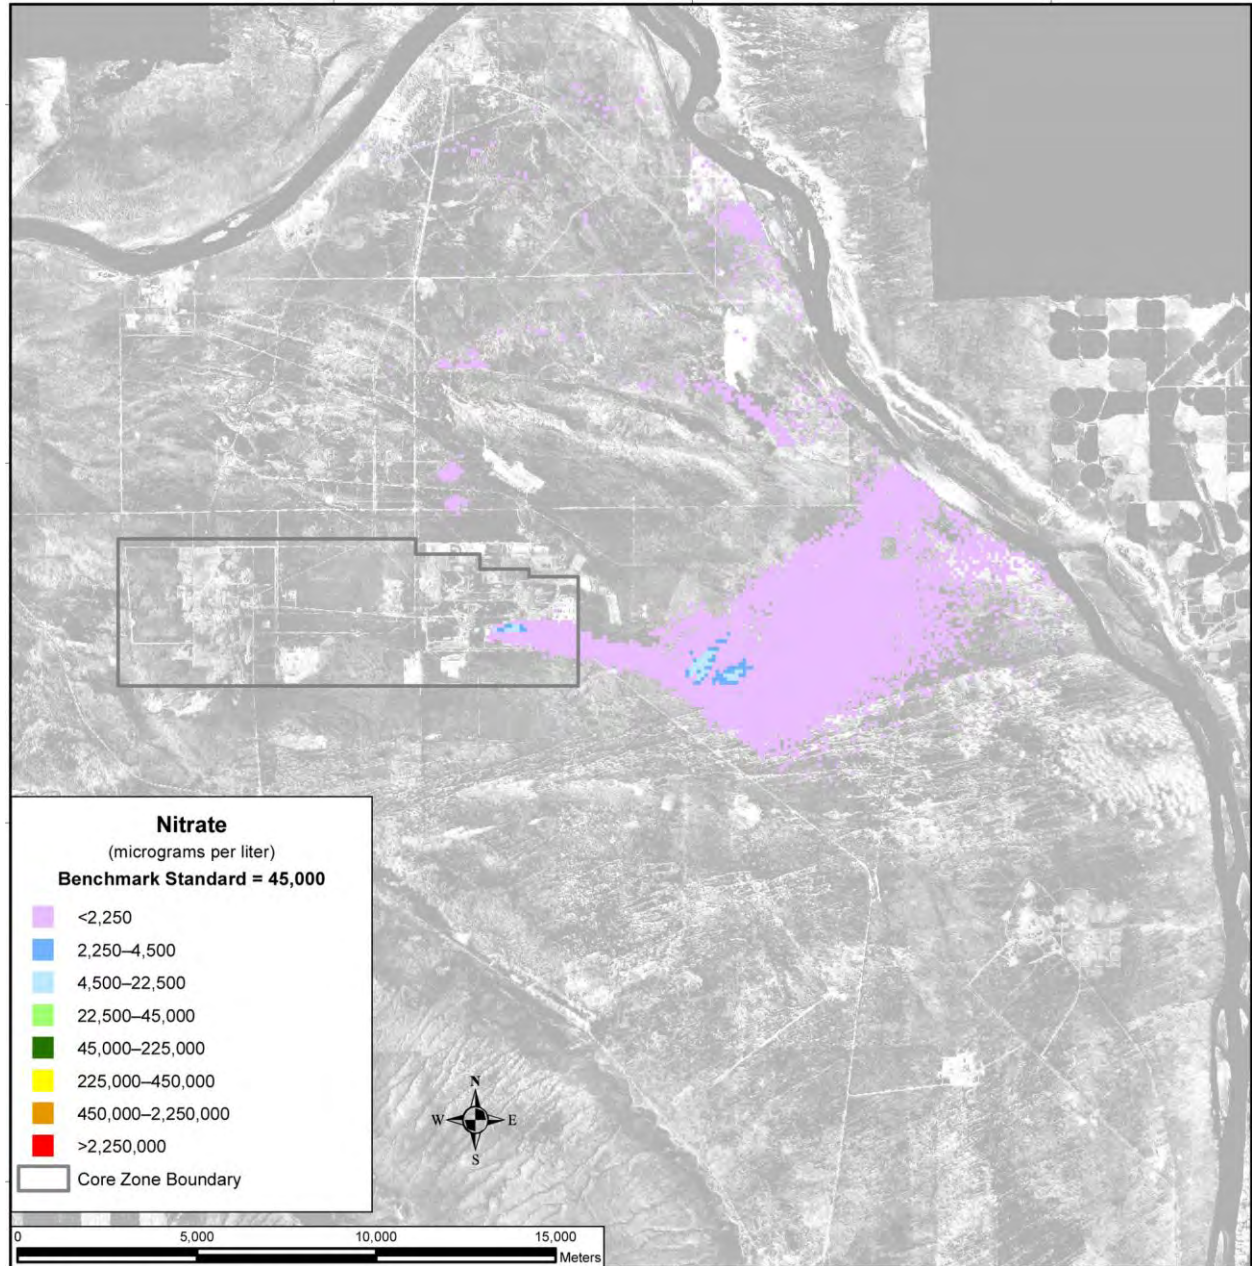 Nitrate
(micrograms per liter)
Benchmark Standard = 45,000
<2,250
2,250–4,500
4,500–22,500
22,500–45,000
45,000–225,000
225,000–450,000
450,000–2,250,000
>2,250,000
Core Zone Boundary
N
W E
S
0 5,000 10,000 15,000
Meters